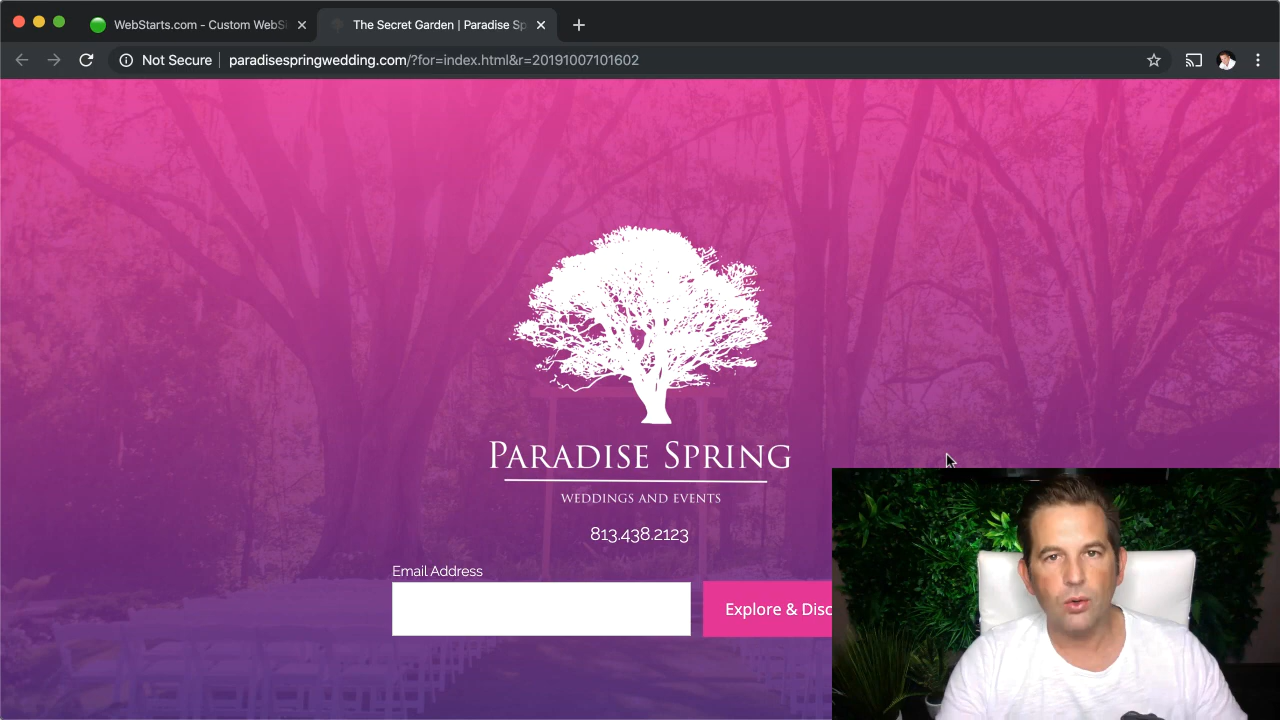 WebStarts.com - Custom WebSi
The Secret Garden | Paradise Sp
Not Secure
paradisespringwedding.com/?for=index.html&r=20191007101602
PARADISE SPRING
WEDDINGS AND EVENTS
813.438.2123
Email Address
Explore & Disc